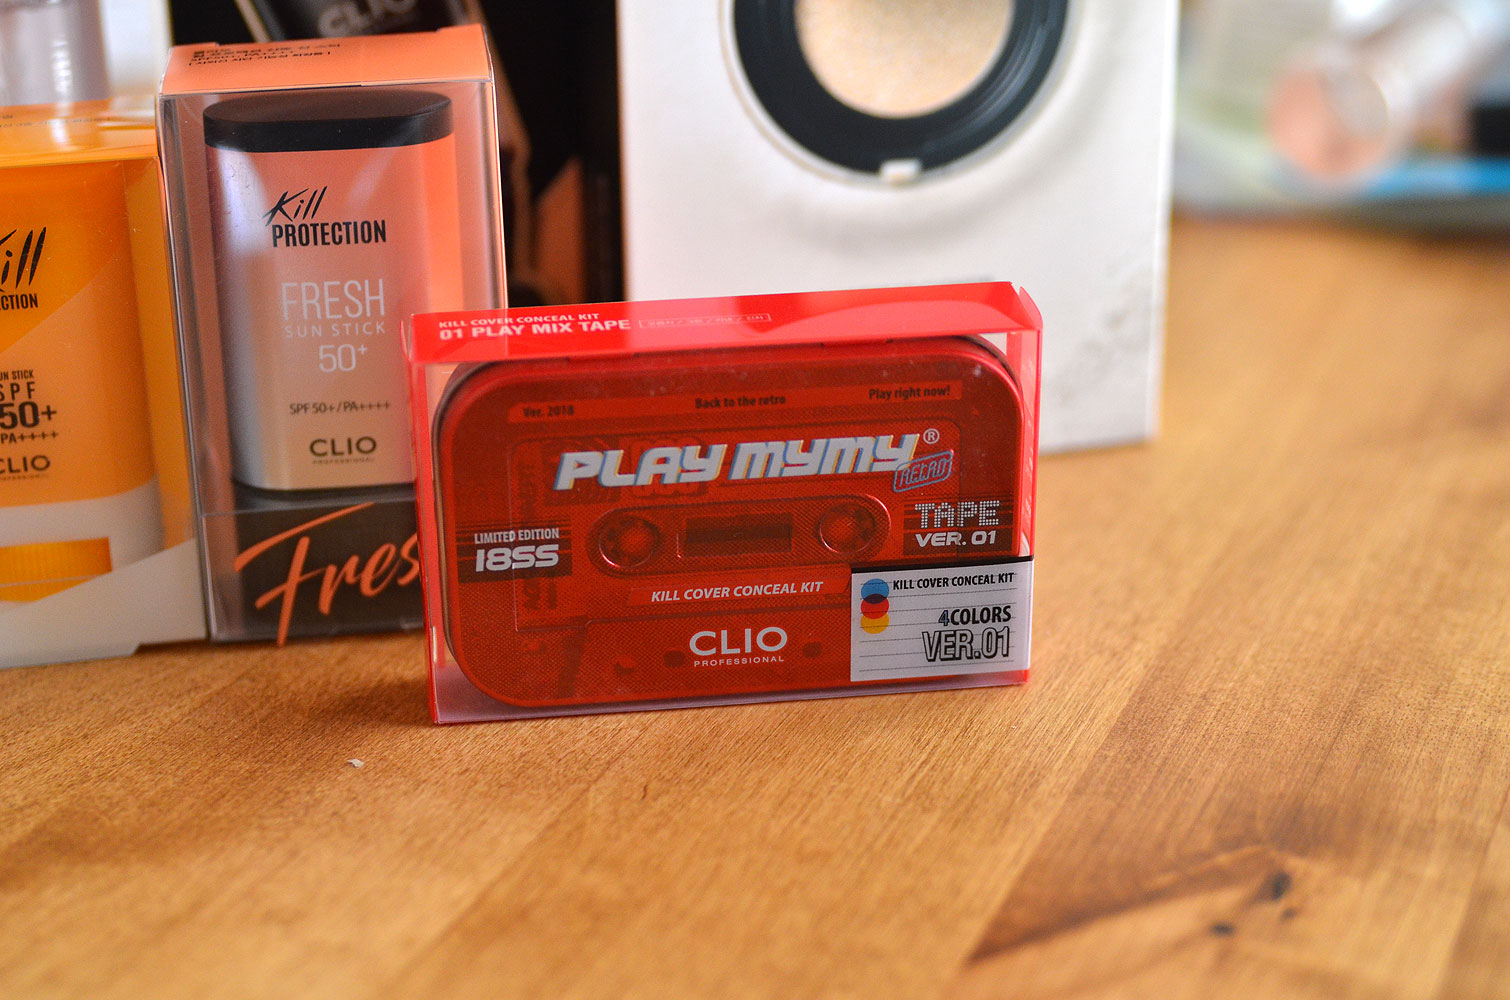 CLIO
Kill
PROTECTION
FRESH
SUN STICK
50+
SPF 50+/PA++++
CLIO
PROFESSIONAL
Fres
ill
CTION
UN STICK
SPF
50+
PA++++
CLIO
KILL COVER CONCEAL KIT
01 PLAY MIX TAPE
Ver. 2018
Back to the retro
Play right now!
PLAY MYMY®
RETRO
LIMITED EDITION
18SS
TAPE
VER. 01
KILL COVER CONCEAL KIT
CLIO
PROFESSIONAL
KILL COVER CONCEAL KIT
4COLORS
VER.01